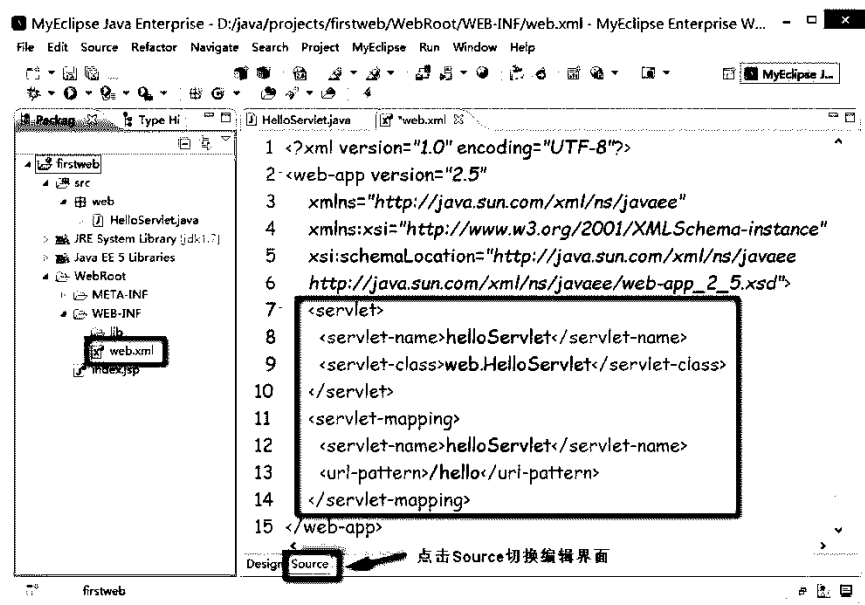 MyEclipse Java Enterprise - D:/java/projects/firstweb/WebRoot/WEB-INF/web.xml - MyEclipse Enterprise W...
File Edit Source Refactor Navigate Search Project MyEclipse Run Window Help
MyEclipse J...
Packag Type Hi
HelloServlet.java *web.xml
firstweb
src
web
HelloServlet.java
JRE System Library [jdk1.7]
Java EE 5 Libraries
WebRoot
META-INF
WEB-INF
lib
web.xml
index.jsp
1 <?xml version="1.0" encoding="UTF-8"?>
2 <web-app version="2.5"
3 xmlns="http://java.sun.com/xml/ns/javaee"
4 xmlns:xsi="http://www.w3.org/2001/XMLSchema-instance"
5 xsi:schemaLocation="http://java.sun.com/xml/ns/javaee
6 http://java.sun.com/xml/ns/javaee/web-app_2_5.xsd">
7 <servlet>
8 <servlet-name>helloServlet</servlet-name>
9 <servlet-class>web.HelloServlet</servlet-class>
10 </servlet>
11 <servlet-mapping>
12 <servlet-name>helloServlet</servlet-name>
13 <url-pattern>/hello</url-pattern>
14 </servlet-mapping>
15 </web-app>
Design Source
点击Source切换编辑界面
firstweb